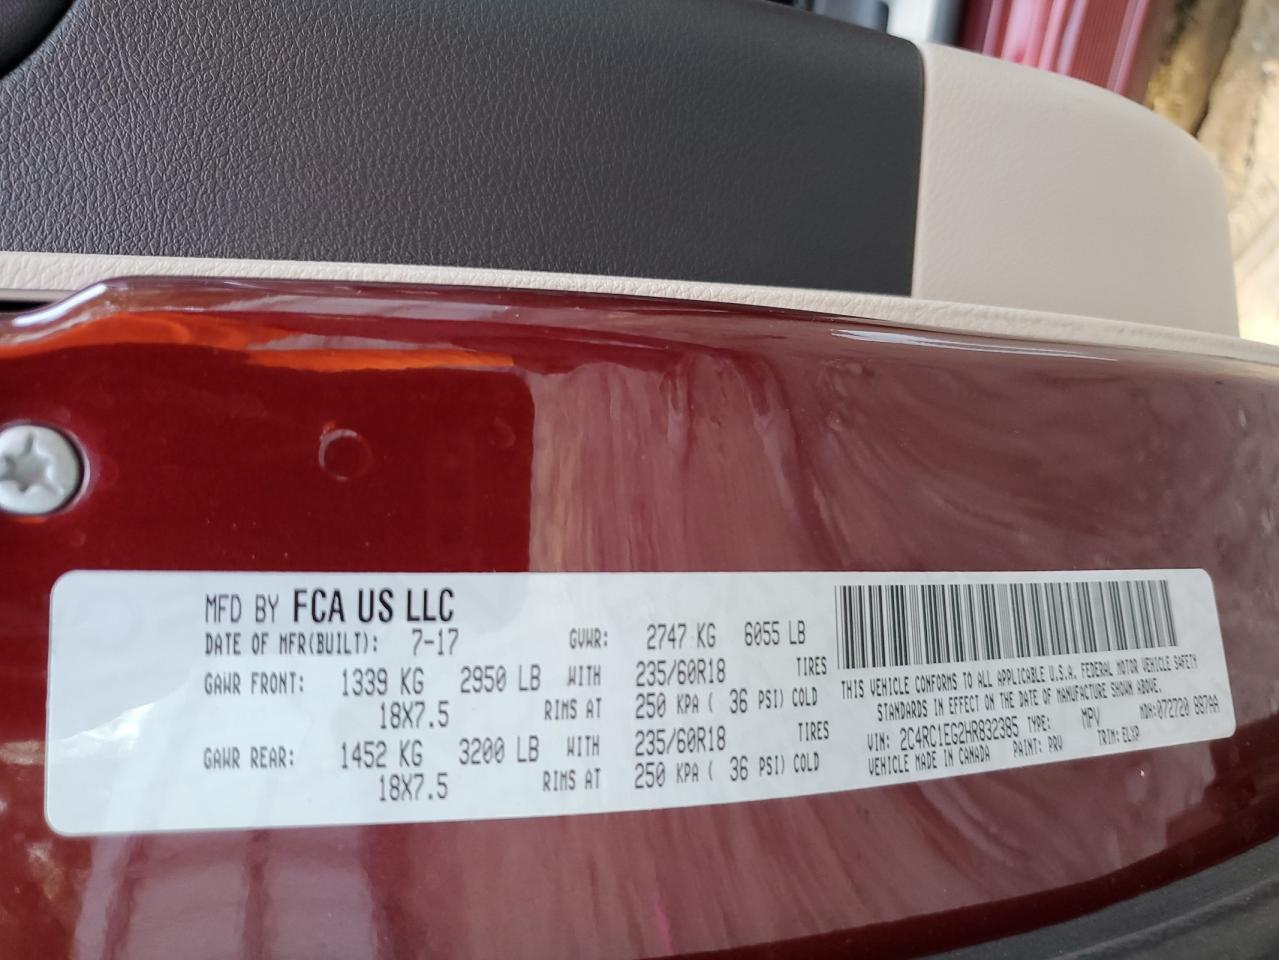 MFD BY FCA US LLC
DATE OF MFR(BUILT): 7-17 GVWR: 2747 KG 6055 LB
GAWR FRONT: 1339 KG 2950 LB WITH 235/60R18 TIRES
18X7.5 RIMS AT 250 KPA ( 36 PSI) COLD
GAWR REAR: 1452 KG 3200 LB WITH 235/60R18 TIRES
18X7.5 RIMS AT 250 KPA ( 36 PSI) COLD
THIS VEHICLE CONFORMS TO ALL APPLICABLE U.S.A. FEDERAL MOTOR VEHICLE SAFETY
STANDARDS IN EFFECT ON THE DATE OF MANUFACTURE SHOWN ABOVE.
VIN: 2C4RC1EG2HR832385 TYPE: MPV MDH:072720 887AA
VEHICLE MADE IN CANADA PAINT: PRV TRIM:ELXP